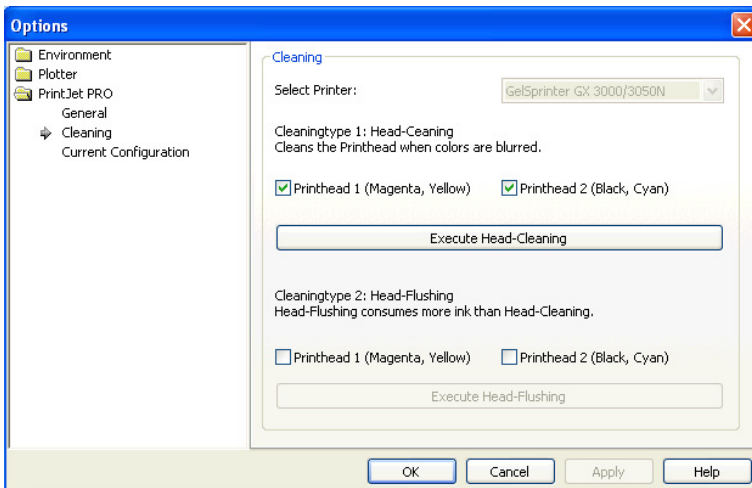 Options
Environment
Plotter
PrintJet PRO
General
Cleaning
Current Configuration
Cleaning
Select Printer:
GelSprinter GX 3000/3050N
Cleaningtype 1: Head-Ceaning
Cleans the Printhead when colors are blurred.
Printhead 1 (Magenta, Yellow)
Printhead 2 (Black, Cyan)
Execute Head-Cleaning
Cleaningtype 2: Head-Flushing
Head-Flushing consumes more ink than Head-Cleaning.
Printhead 1 (Magenta, Yellow)
Printhead 2 (Black, Cyan)
Execute Head-Flushing
OK
Cancel
Apply
Help